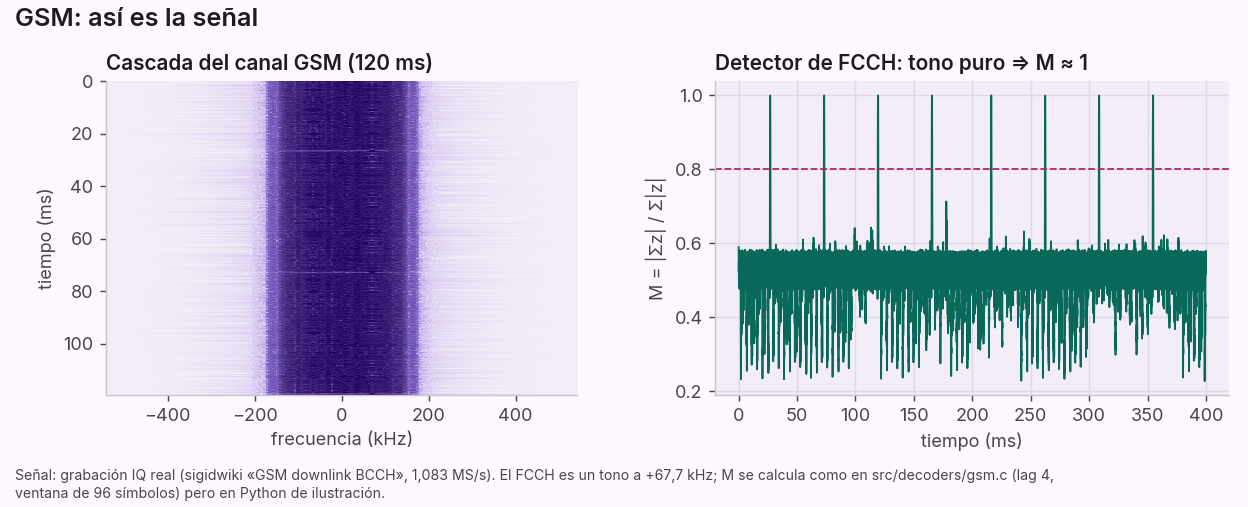 GSM: así es la señal
Cascada del canal GSM (120 ms)
0
20
40
60
80
100
tiempo (ms)
−400
−200
0
200
400
frecuencia (kHz)
Detector de FCCH: tono puro ⇒ M ≈ 1
1.0
0.8
0.6
0.4
0.2
M = |Σz| / Σ|z|
0
50
100
150
200
250
300
350
400
tiempo (ms)
Señal: grabación IQ real (sigidwiki «GSM downlink BCCH», 1,083 MS/s). El FCCH es un tono a +67,7 kHz; M se calcula como en src/decoders/gsm.c (lag 4,
ventana de 96 símbolos) pero en Python de ilustración.